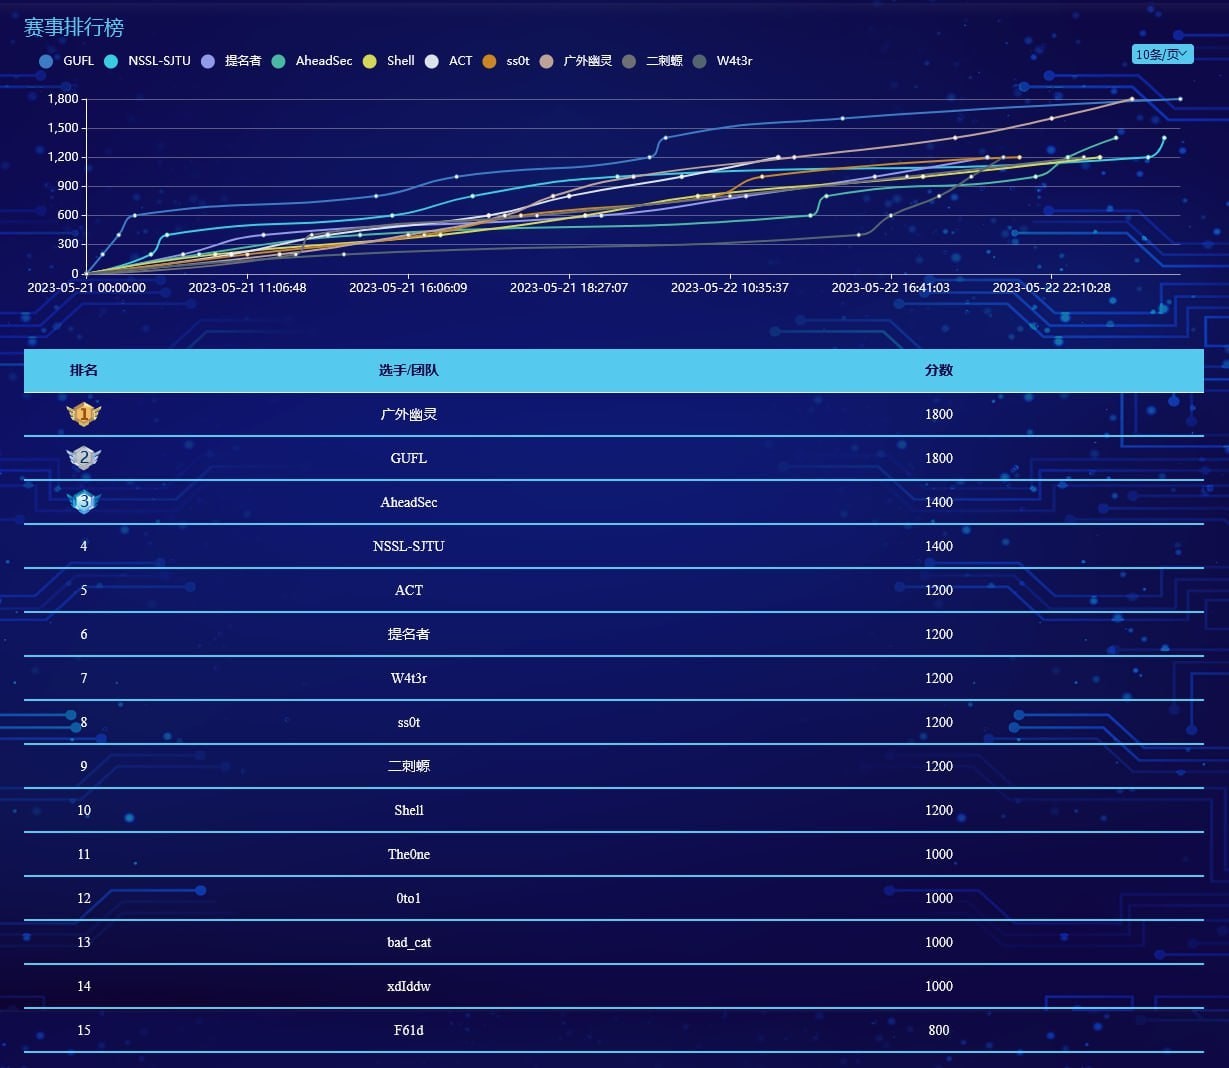 赛事排行榜
GUFL NSSL-SJTU 提名者 AheadSec Shell ACT ss0t 广外幽灵 二刺螈 W4t3r
10条/页
1,800
1,500
1,200
900
600
300
0
2023-05-21 00:00:00 2023-05-21 11:06:48 2023-05-21 16:06:09 2023-05-21 18:27:07 2023-05-22 10:35:37 2023-05-22 16:41:03 2023-05-22 22:10:28
排名 选手/团队 分数
1 广外幽灵 1800
2 GUFL 1800
3 AheadSec 1400
4 NSSL-SJTU 1400
5 ACT 1200
6 提名者 1200
7 W4t3r 1200
8 ss0t 1200
9 二刺螈 1200
10 Shell 1200
11 The0ne 1000
12 0to1 1000
13 bad_cat 1000
14 xdIddw 1000
15 F61d 800